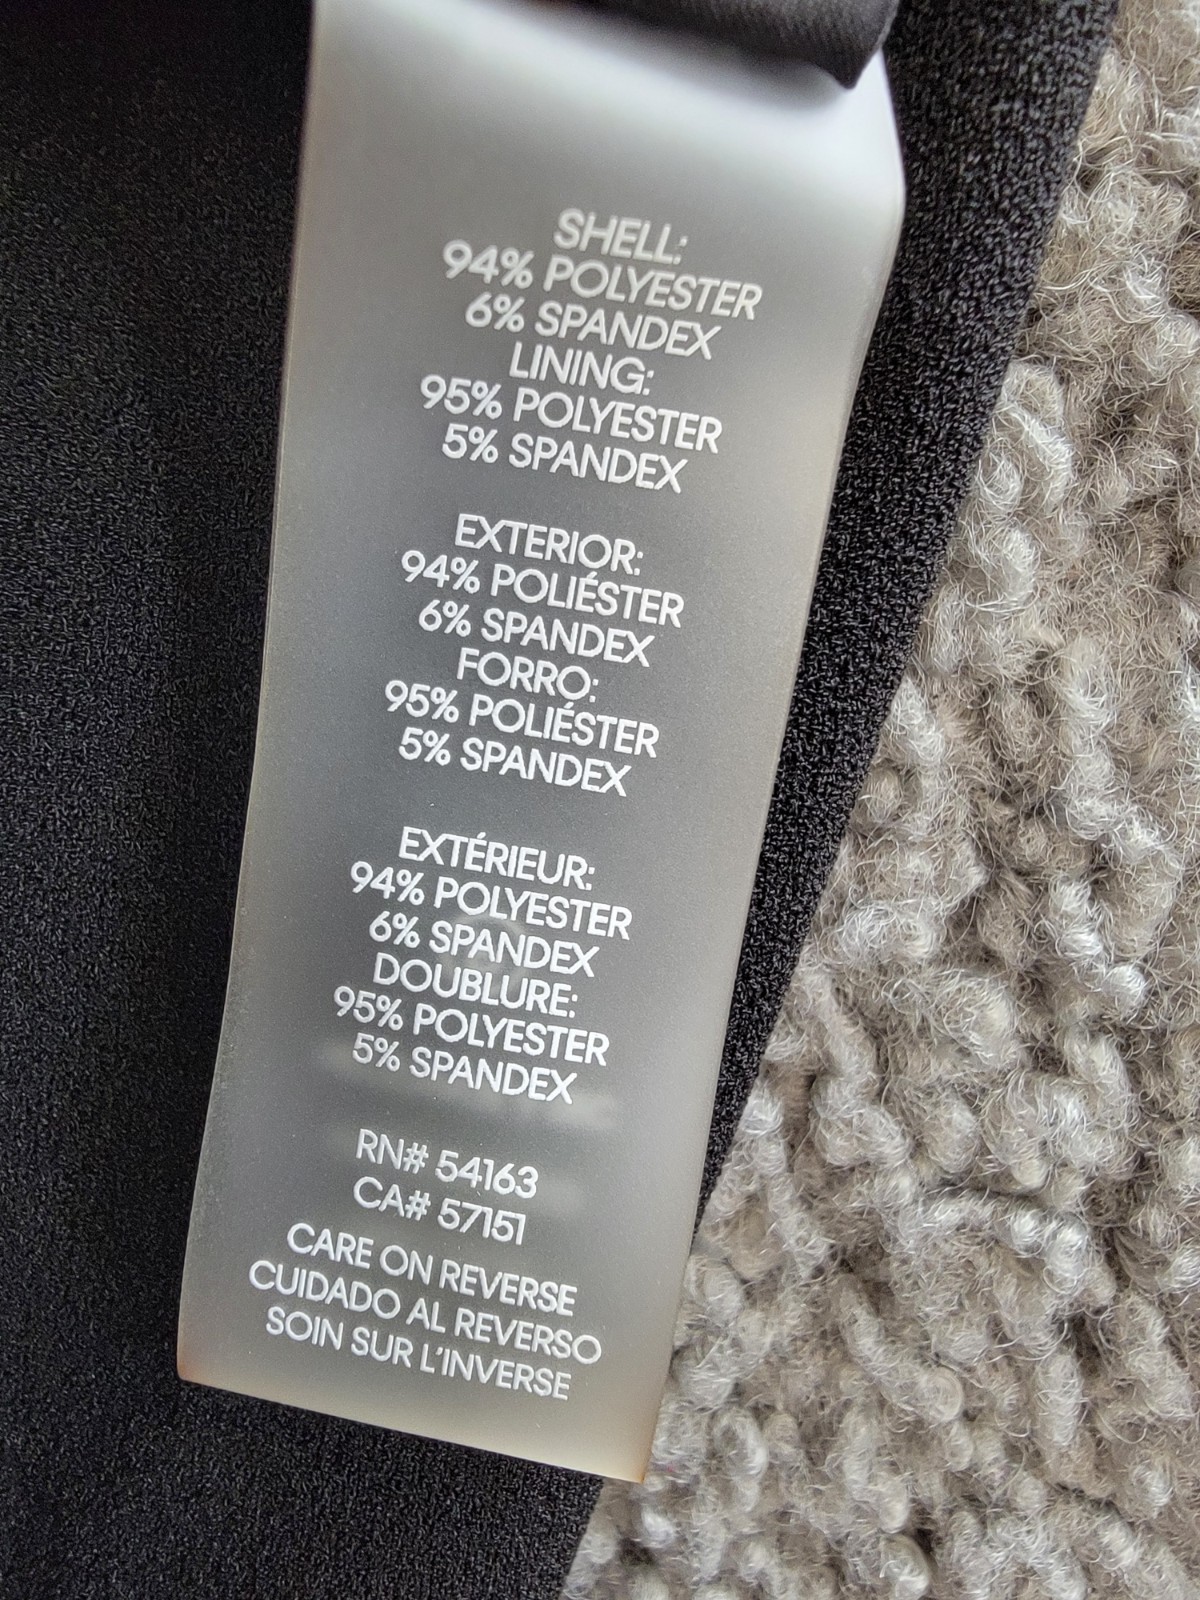 SHELL:
94% POLYESTER
6% SPANDEX
LINING:
95% POLYESTER
5% SPANDEX
EXTERIOR:
94% POLIÉSTER
6% SPANDEX
FORRO:
95% POLIÉSTER
5% SPANDEX
EXTÉRIEUR:
94% POLYESTER
6% SPANDEX
DOUBLURE:
95% POLYESTER
5% SPANDEX
RN# 54163
CA# 57151
CARE ON REVERSE
CUIDADO AL REVERSO
SOIN SUR L'INVERSE